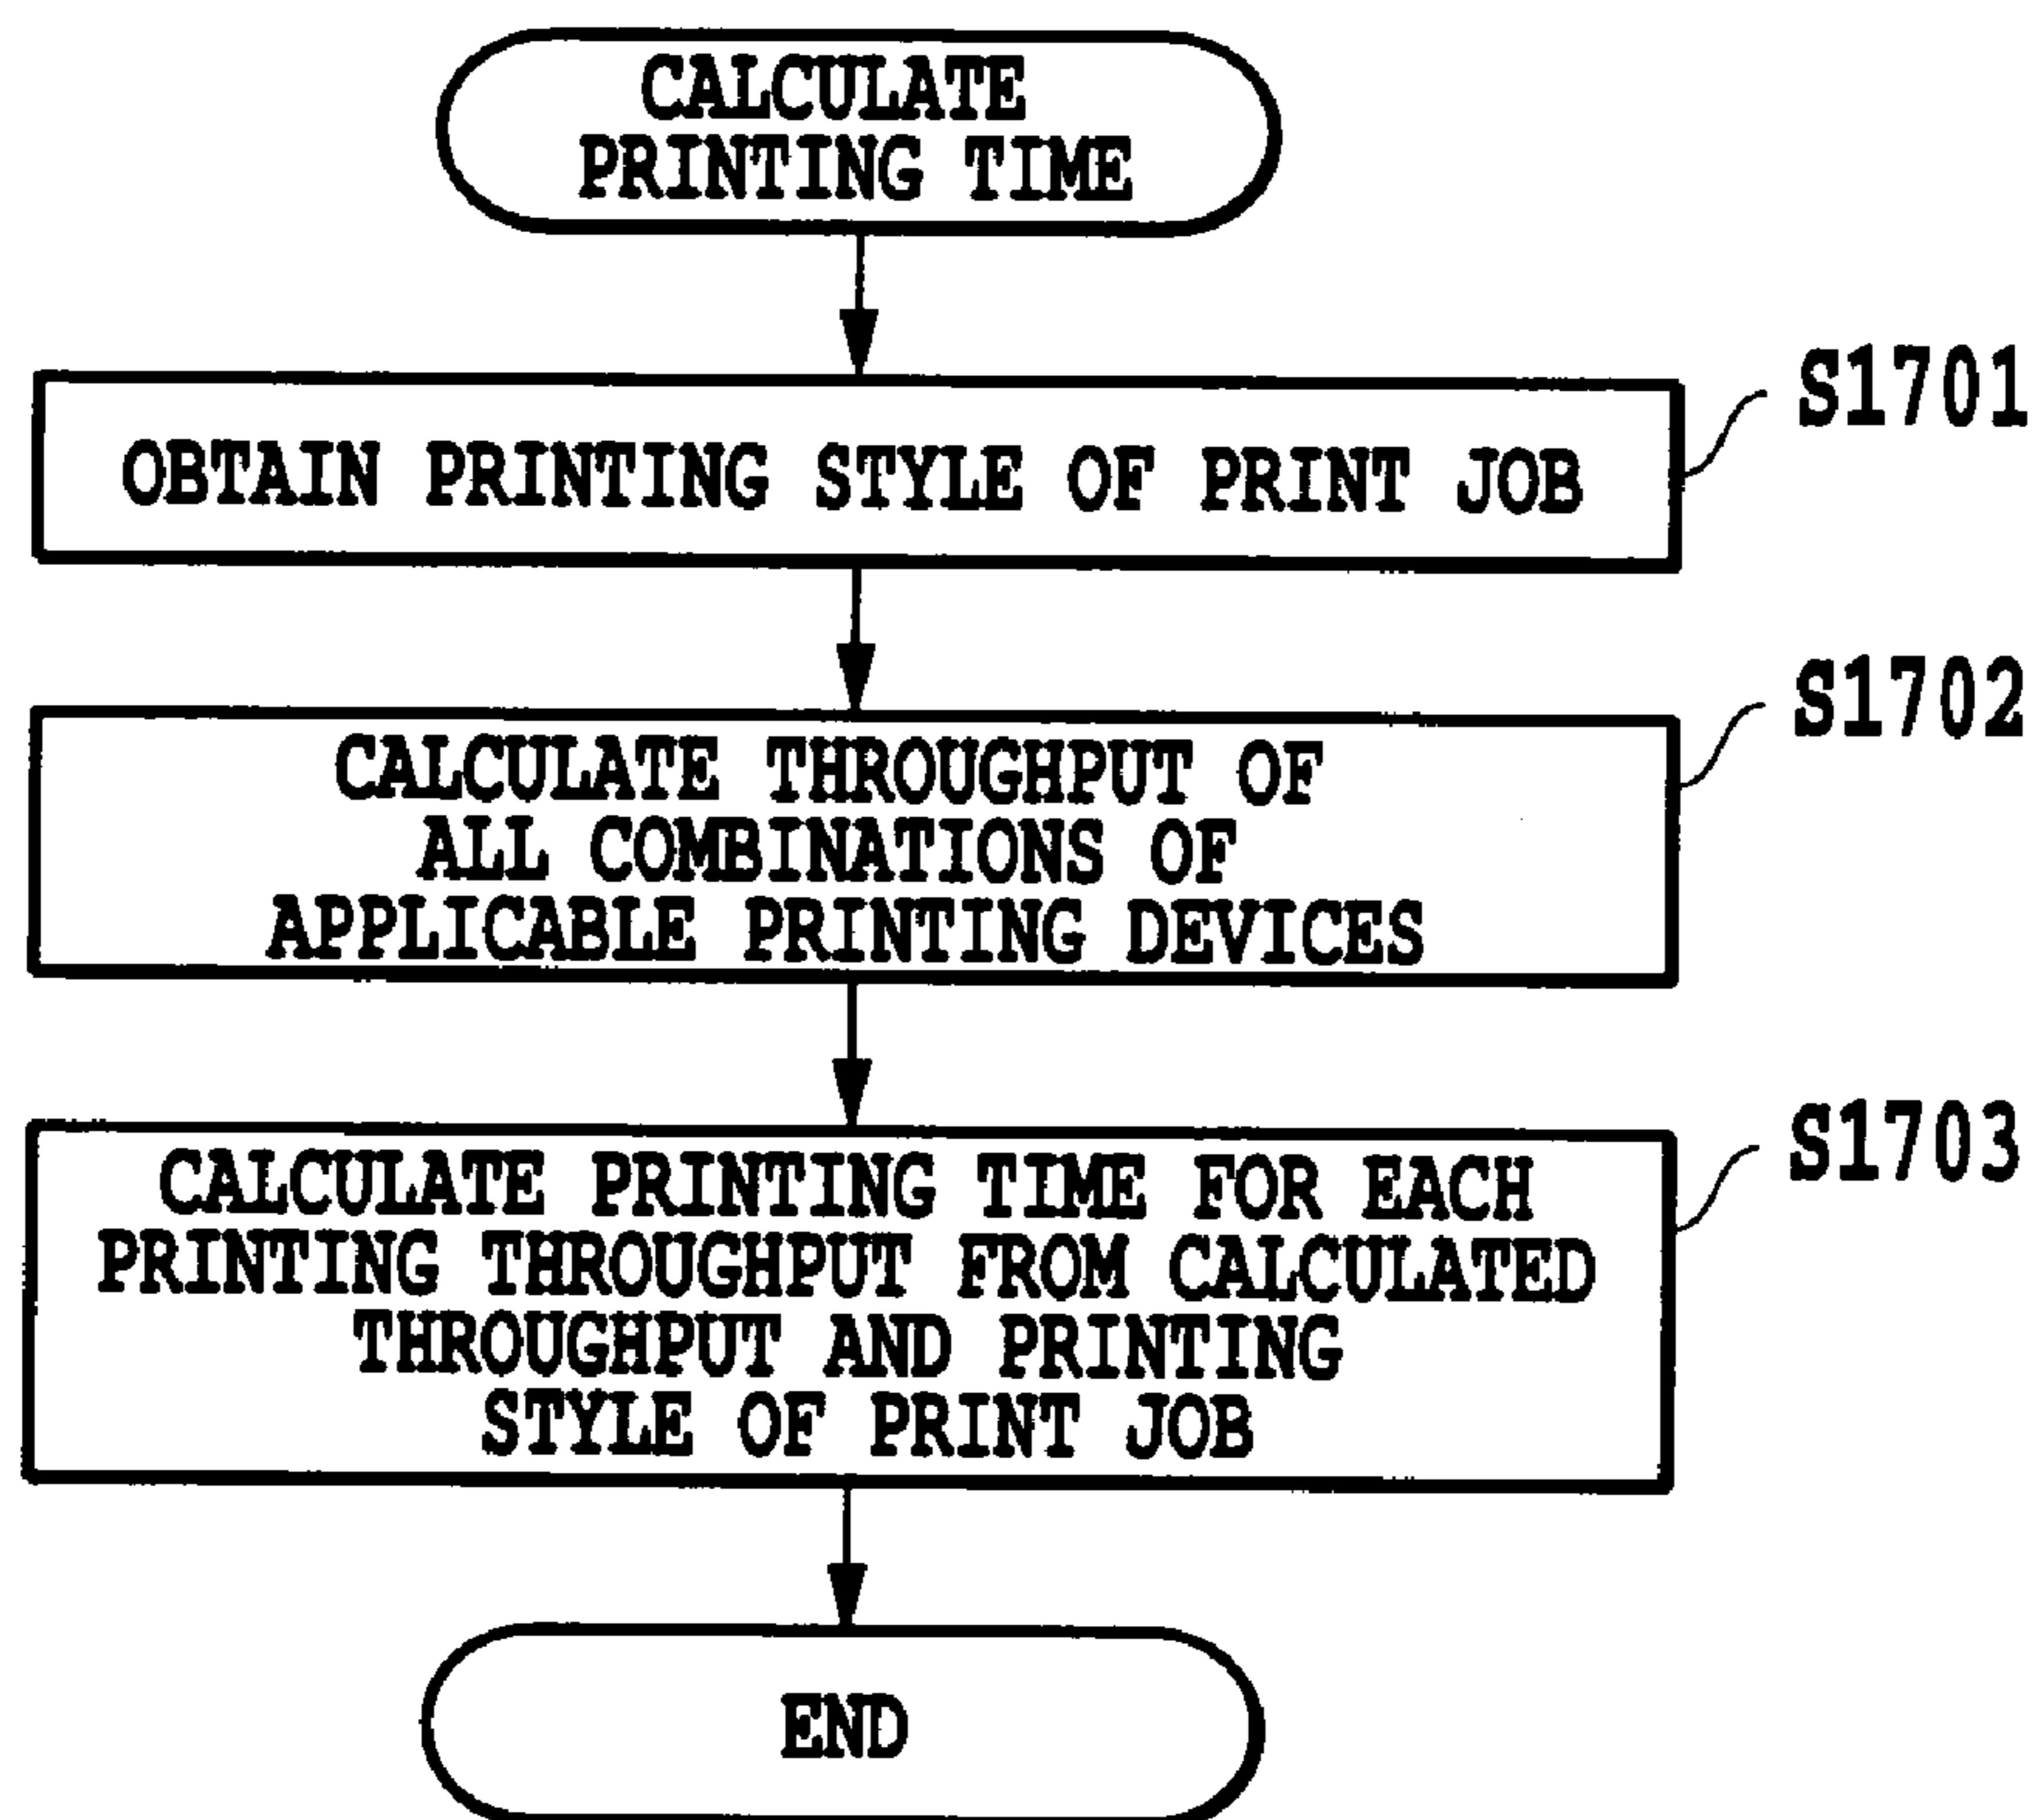 CALCULATE
PRINTING TIME
S1701
OBTAIN PRINTING STYLE OF PRINT JOB
S1702
CALCULATE THROUGHPUT OF
ALL COMBINATIONS OF
APPLICABLE PRINTING DEVICES
S1703
CALCULATE PRINTING TIME FOR EACH
PRINTING THROUGHPUT FROM CALCULATED
THROUGHPUT AND PRINTING
STYLE OF PRINT JOB
END